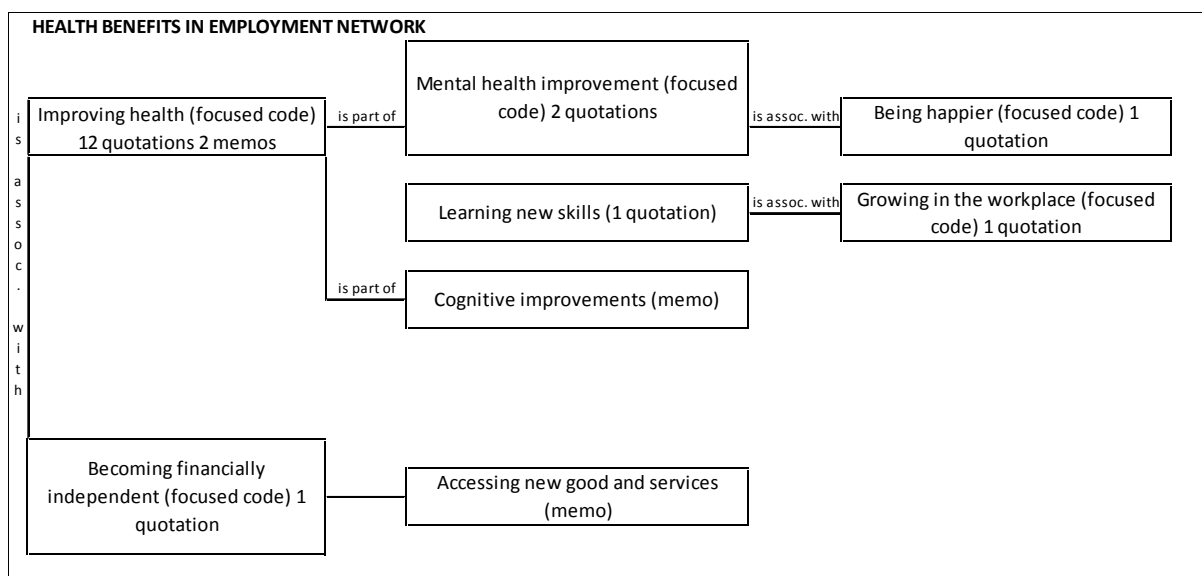 HEALTH BENEFITS IN EMPLOYMENT NETWORK
Mental health improvement (focused
code) 2 quotations
Improving health (focused code)
12 quotations 2 memos
is part of
is assoc. with
Being happier (focused code) 1
quotation
is assoc. with
Learning new skills (1 quotation)
is assoc. with
Growing in the workplace (focused
code) 1 quotation
is part of
Cognitive improvements (memo)
Becoming financially
independent (focused code) 1
quotation
Accessing new good and services
(memo)